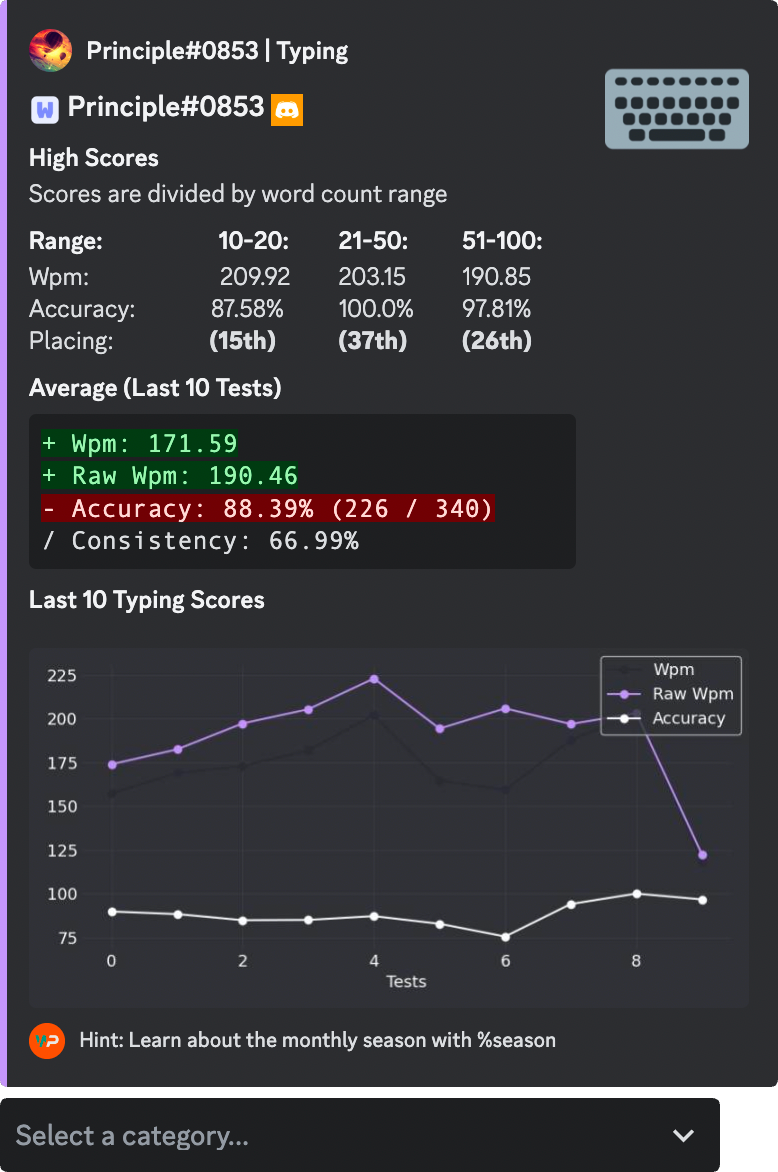 Principle#0853 | Typing
W Principle#0853
High Scores
Scores are divided by word count range
Range: 10-20: 21-50: 51-100:
Wpm: 209.92 203.15 190.85
Accuracy: 87.58% 100.0% 97.81%
Placing: (15th) (37th) (26th)
Average (Last 10 Tests)
+ Wpm: 171.59
+ Raw Wpm: 190.46
- Accuracy: 88.39% (226 / 340)
/ Consistency: 66.99%
Last 10 Typing Scores
Wpm
Raw Wpm
Accuracy
225
200
175
150
125
100
75
0 2 4 6 8
Tests
WP Hint: Learn about the monthly season with %season
Select a category...